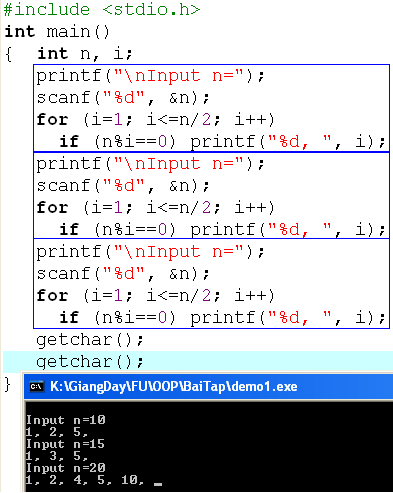 #include <stdio.h>
int main()
{  int n, i;
printf("\nInput n=");
scanf("%d", &n);
for (i=1; i<=n/2; i++)
if (n%i==0) printf("%d, ", i);
printf("\nInput n=");
scanf("%d", &n);
for (i=1; i<=n/2; i++)
if (n%i==0) printf("%d, ", i);
printf("\nInput n=");
scanf("%d", &n);
for (i=1; i<=n/2; i++)
if (n%i==0) printf("%d, ", i);
getchar();
getchar();
}
K:\GiangDay\FU\OOP\BaiTap\demo1.exe
Input n=10
1, 2, 5,
Input n=15
1, 3, 5,
Input n=20
1, 2, 4, 5, 10, _